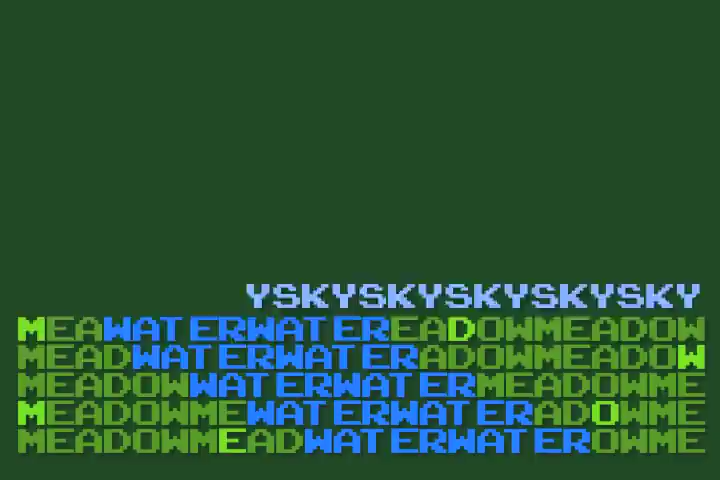 YSKYSKYSKYSKYSKY
MEAWATERWATEREADOWMEADOW
MEADWATERWATERADOWMEADOW
MEADOWWATERWATERMEADOWME
MEADOWMEWATERWATERADOWME
MEADOWMEADWATERWATEROWME